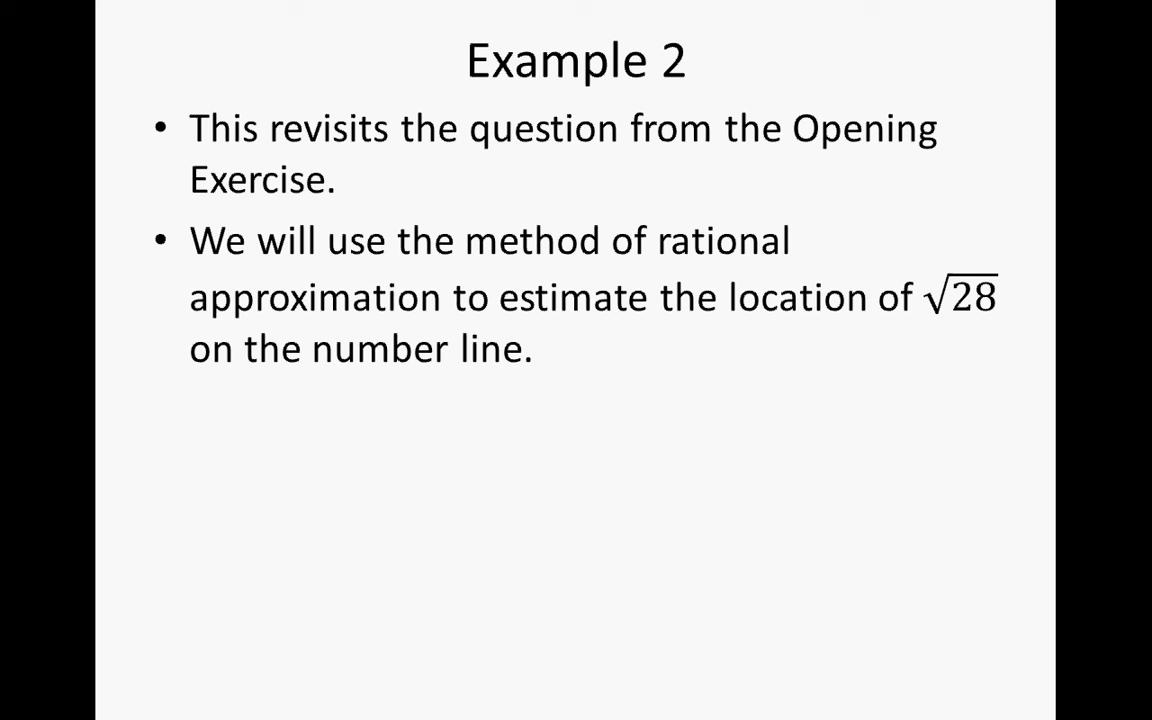 Example 2
• This revisits the question from the Opening
Exercise.
• We will use the method of rational
approximation to estimate the location of √28
on the number line.